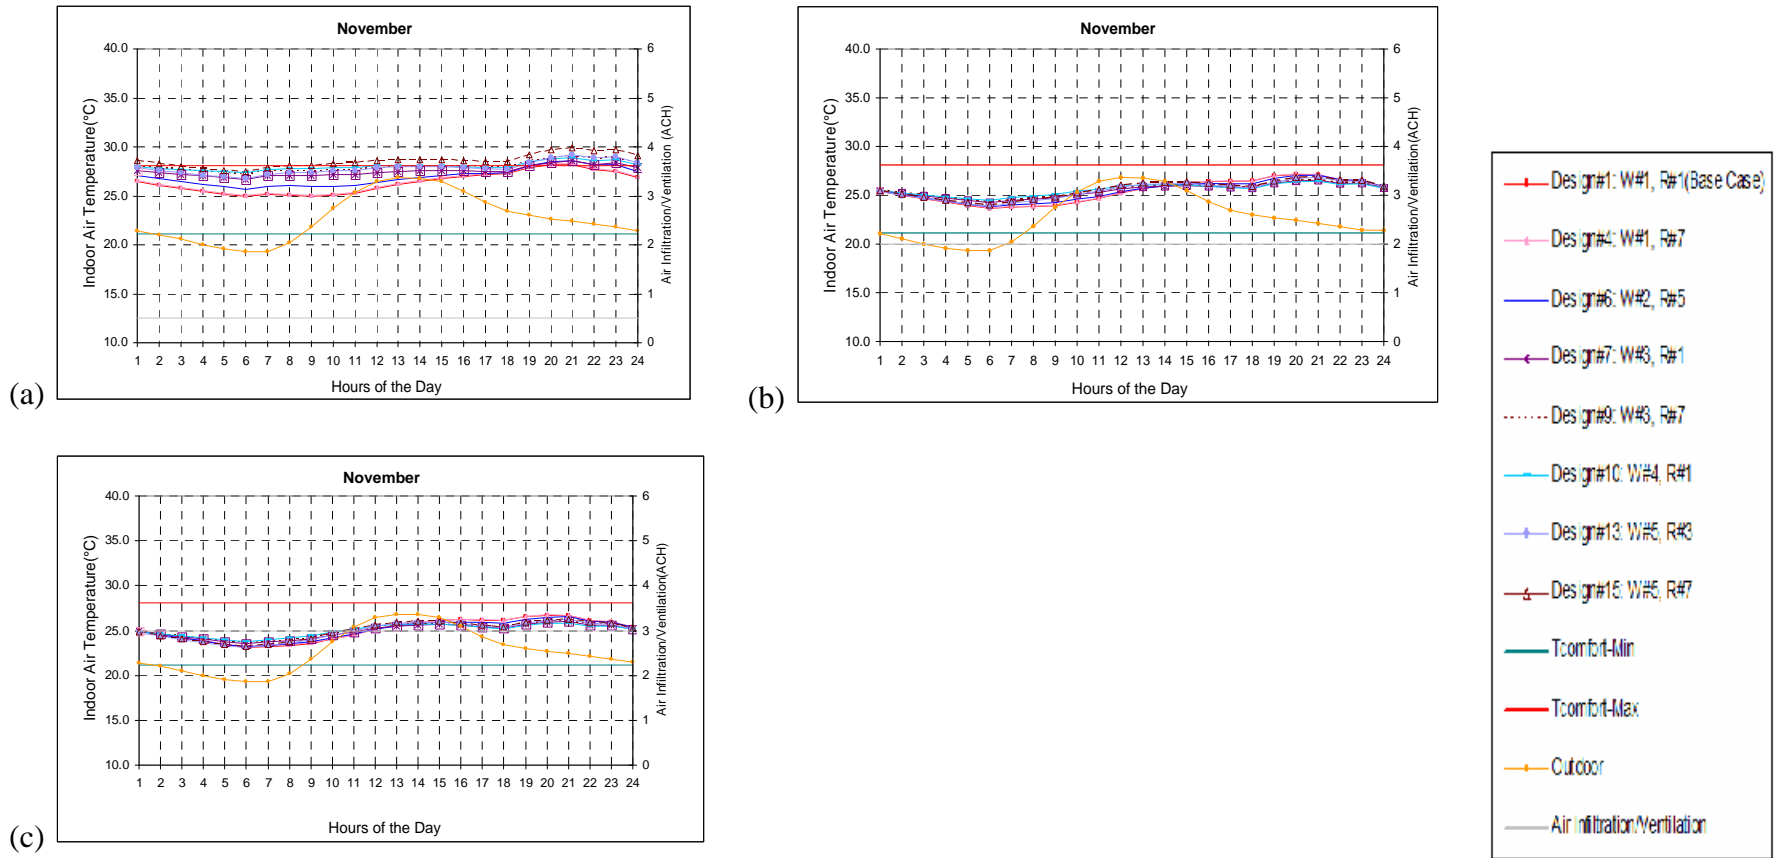 November
40.0
35.0
30.0
25.0
20.0
15.0
10.0
Indoor Air Temperature(°C)
6
5
4
3
2
1
0
Air Infiltration/Ventilation (ACH)
1 2 3 4 5 6 7 8 9 10 11 12 13 14 15 16 17 18 19 20 21 22 23 24
Hours of the Day
(a)
November
40.0
35.0
30.0
25.0
20.0
15.0
10.0
Indoor Air Temperature(°C)
6
5
4
3
2
1
0
Air Infiltration/Ventilation(ACH)
1 2 3 4 5 6 7 8 9 10 11 12 13 14 15 16 17 18 19 20 21 22 23 24
Hours of the Day
(b)
November
40.0
35.0
30.0
25.0
20.0
15.0
10.0
Indoor Air Temperature(°C)
6
5
4
3
2
1
0
Air Infiltration/Ventilation(ACH)
1 2 3 4 5 6 7 8 9 10 11 12 13 14 15 16 17 18 19 20 21 22 23 24
Hours of the Day
(c)
Design#1: W#1, R#1(Base Case)
Design#4: W#1, R#7
Design#6: W#2, R#5
Design#7: W#3, R#1
Design#9: W#3, R#7
Design#10: W#4, R#1
Design#13: W#5, R#3
Design#15: W#5, R#7
Tcomfort-Min
Tcomfort-Max
Outdoor
Air Infiltration/Ventilation